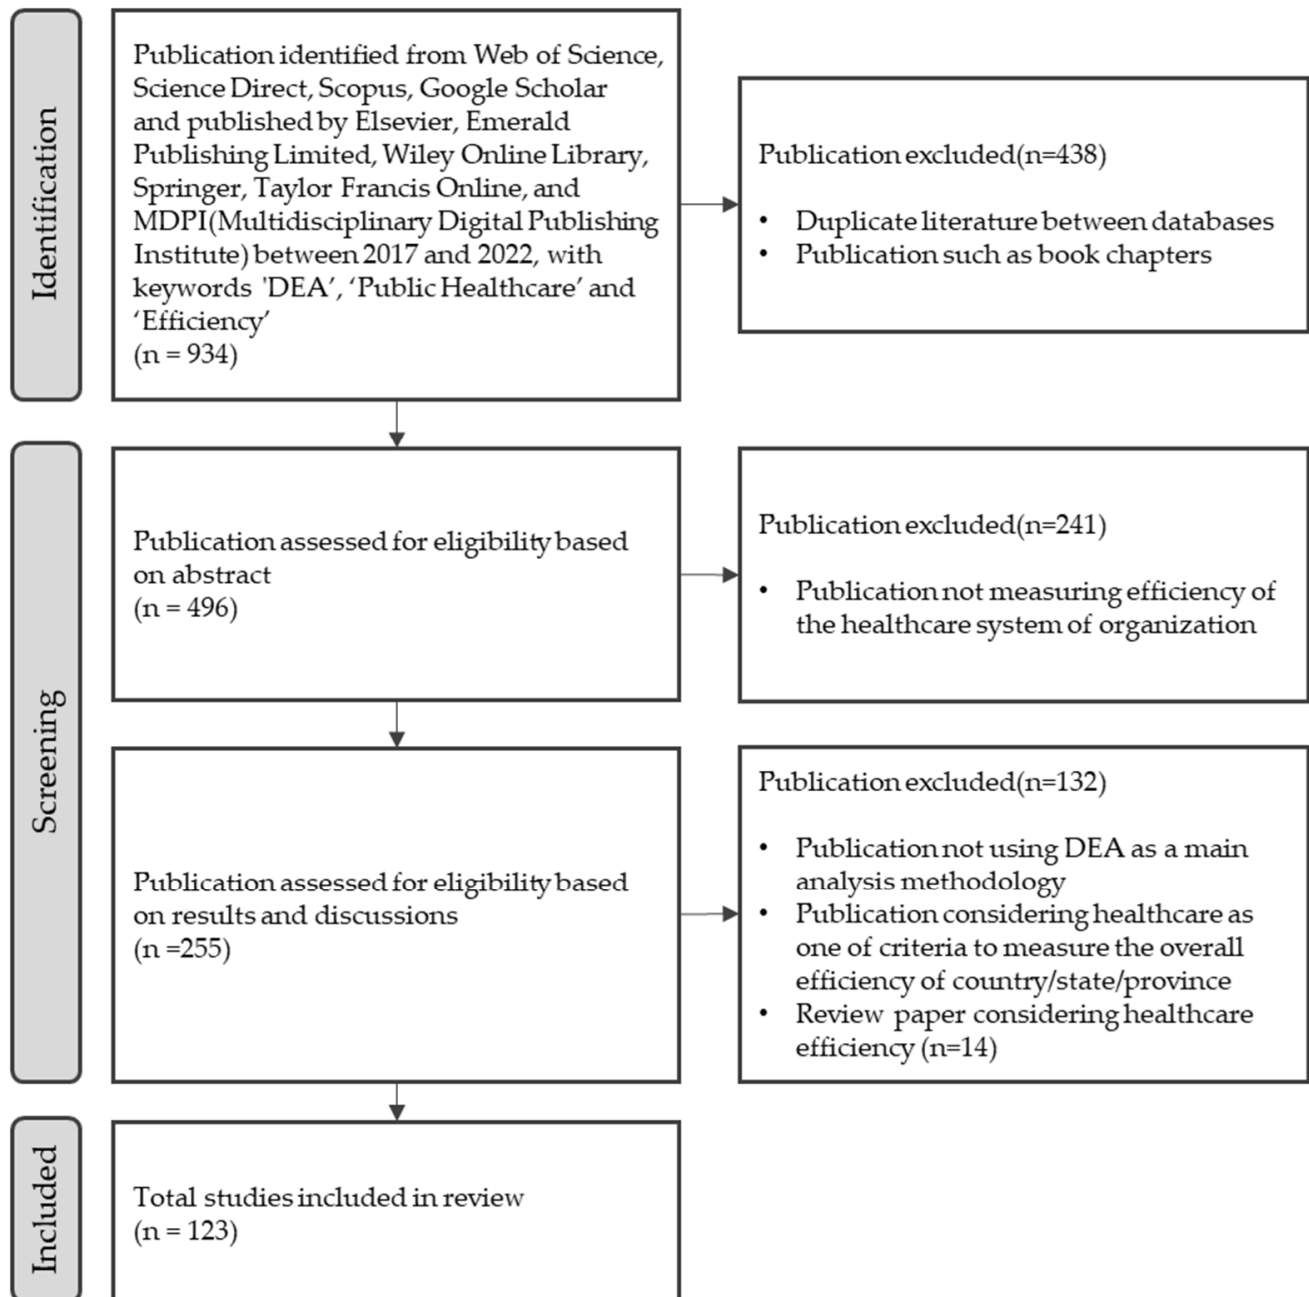 Identification
Publication identified from Web of Science,
Science Direct, Scopus, Google Scholar
and published by Elsevier, Emerald
Publishing Limited, Wiley Online Library,
Springer, Taylor Francis Online, and
MDPI(Multidisciplinary Digital Publishing
Institute) between 2017 and 2022, with
keywords 'DEA’, ‘Public Healthcare’ and
‘Efficiency’
(n = 934)
Publication excluded(n=438)
• Duplicate literature between databases
• Publication such as book chapters
Screening
Publication assessed for eligibility based
on abstract
(n = 496)
Publication excluded(n=241)
• Publication not measuring efficiency of
the healthcare system of organization
Publication assessed for eligibility based
on results and discussions
(n =255)
Publication excluded(n=132)
• Publication not using DEA as a main
analysis methodology
• Publication considering healthcare as
one of criteria to measure the overall
efficiency of country/state/province
• Review paper considering healthcare
efficiency (n=14)
Included
Total studies included in review
(n = 123)